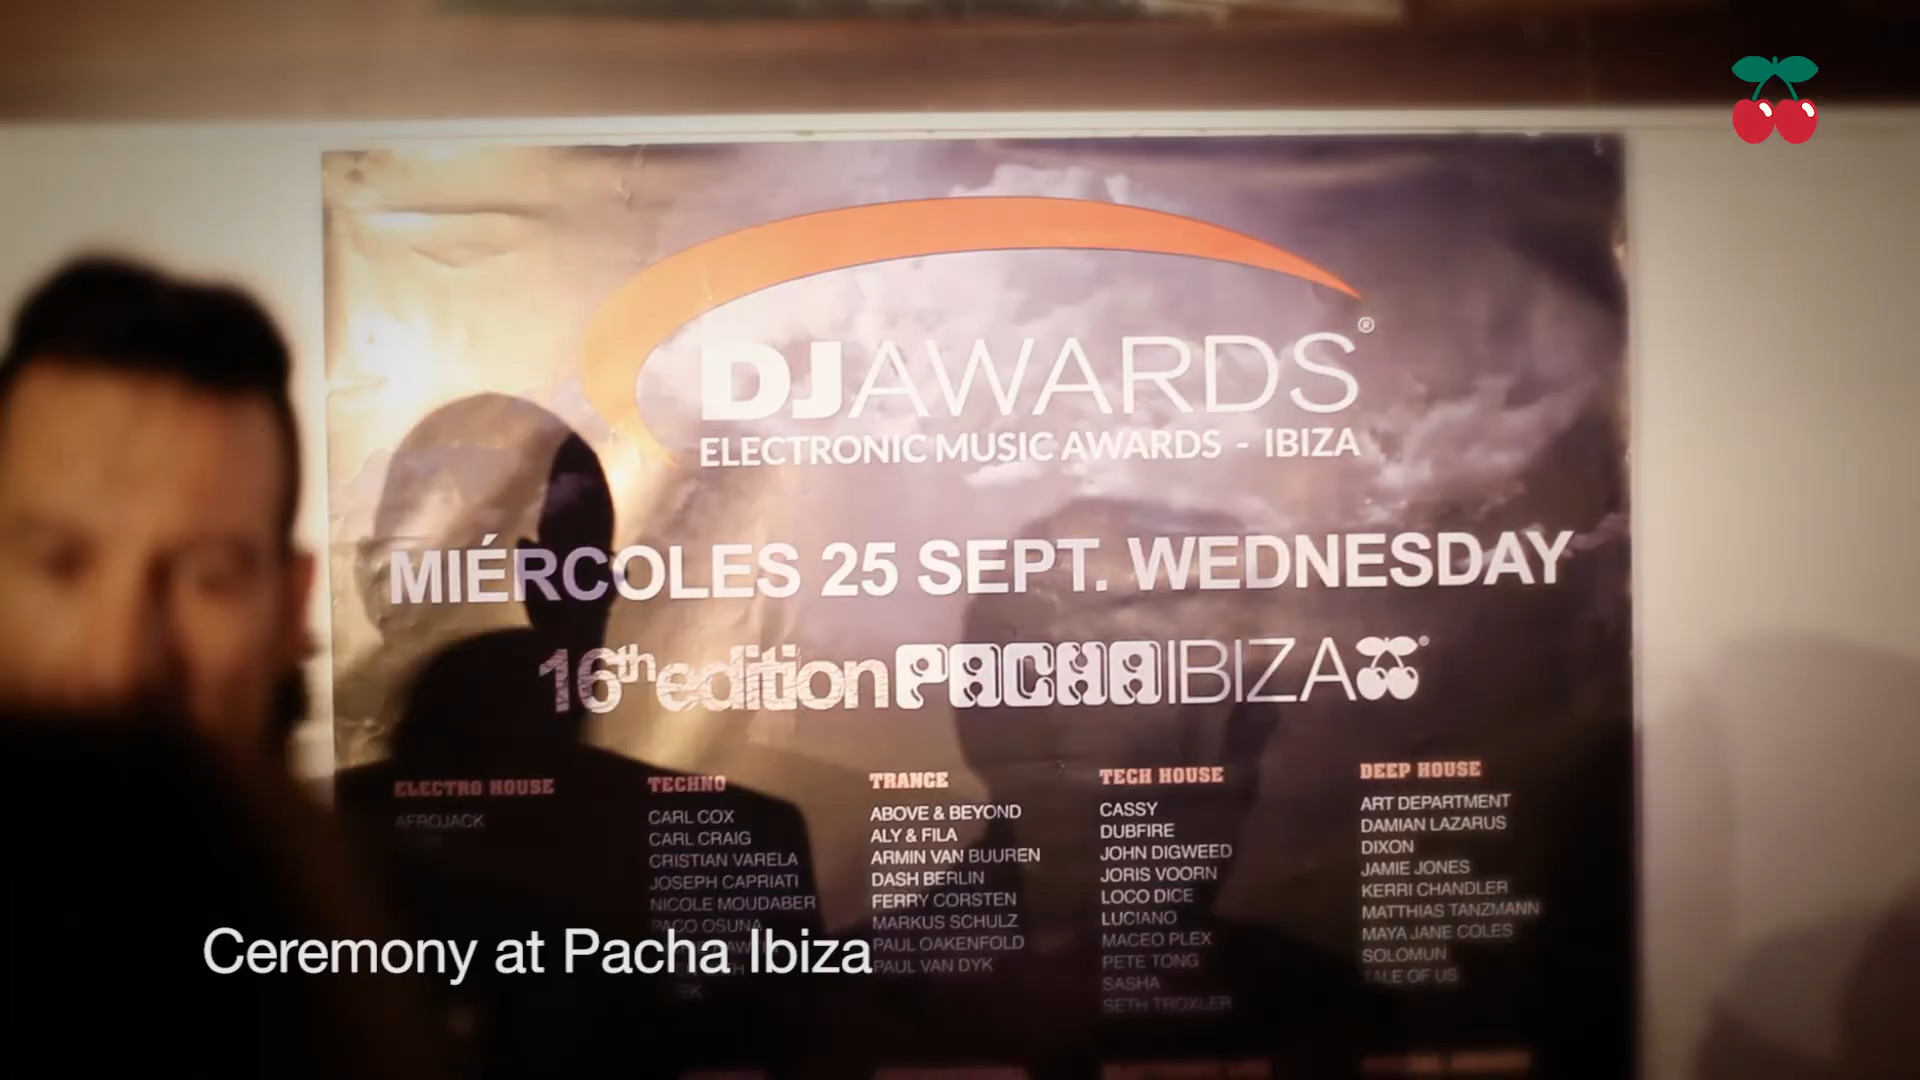 DJAWARDS®
ELECTRONIC MUSIC AWARDS - IBIZA
MIÉRCOLES 25 SEPT. WEDNESDAY
16th edition PACHA IBIZA
ELECTRO HOUSE
AFROJACK
TECHNO
CARL COX
CARL CRAIG
CRISTIAN VARELA
JOSEPH CAPRIATI
NICOLE MOUDABER
PACO OSUNA
TRANCE
ABOVE & BEYOND
ALY & FILA
ARMIN VAN BUUREN
DASH BERLIN
FERRY CORSTEN
MARKUS SCHULZ
PAUL OAKENFOLD
PAUL VAN DYK
TECH HOUSE
CASSY
DUBFIRE
JOHN DIGWEED
JORIS VOORN
LOCO DICE
LUCIANO
MACEO PLEX
PETE TONG
SASHA
SETH TROXLER
DEEP HOUSE
ART DEPARTMENT
DAMIAN LAZARUS
DIXON
JAMIE JONES
KERRI CHANDLER
MATTHIAS TANZMANN
MAYA JANE COLES
SOLOMUN
TALE OF US
Ceremony at Pacha Ibiza